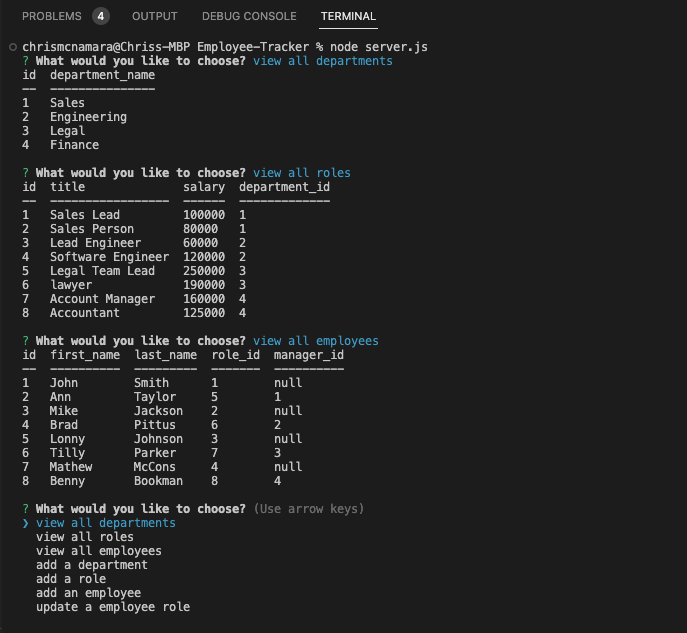 PROBLEMS 4 OUTPUT DEBUG CONSOLE TERMINAL
chrismcnamara@Chriss-MBP Employee-Tracker % node server.js
? What would you like to choose? view all departments
id  department_name
--  ---------------
1   Sales
2   Engineering
3   Legal
4   Finance
? What would you like to choose? view all roles
id  title              salary  department_id
--  -----------------  ------  -------------
1   Sales Lead         100000  1
2   Sales Person       80000   1
3   Lead Engineer      60000   2
4   Software Engineer  120000  2
5   Legal Team Lead    250000  3
6   lawyer             190000  3
7   Account Manager    160000  4
8   Accountant         125000  4
? What would you like to choose? view all employees
id  first_name  last_name  role_id  manager_id
--  ----------  ---------  -------  ----------
1   John        Smith      1        null
2   Ann         Taylor     5        1
3   Mike        Jackson    2        null
4   Brad        Pittus     6        2
5   Lonny       Johnson    3        null
6   Tilly       Parker     7        3
7   Mathew      McCons     4        null
8   Benny       Bookman    8        4
? What would you like to choose? (Use arrow keys)
❯ view all departments
  view all roles
  view all employees
  add a department
  add a role
  add an employee
  update a employee role